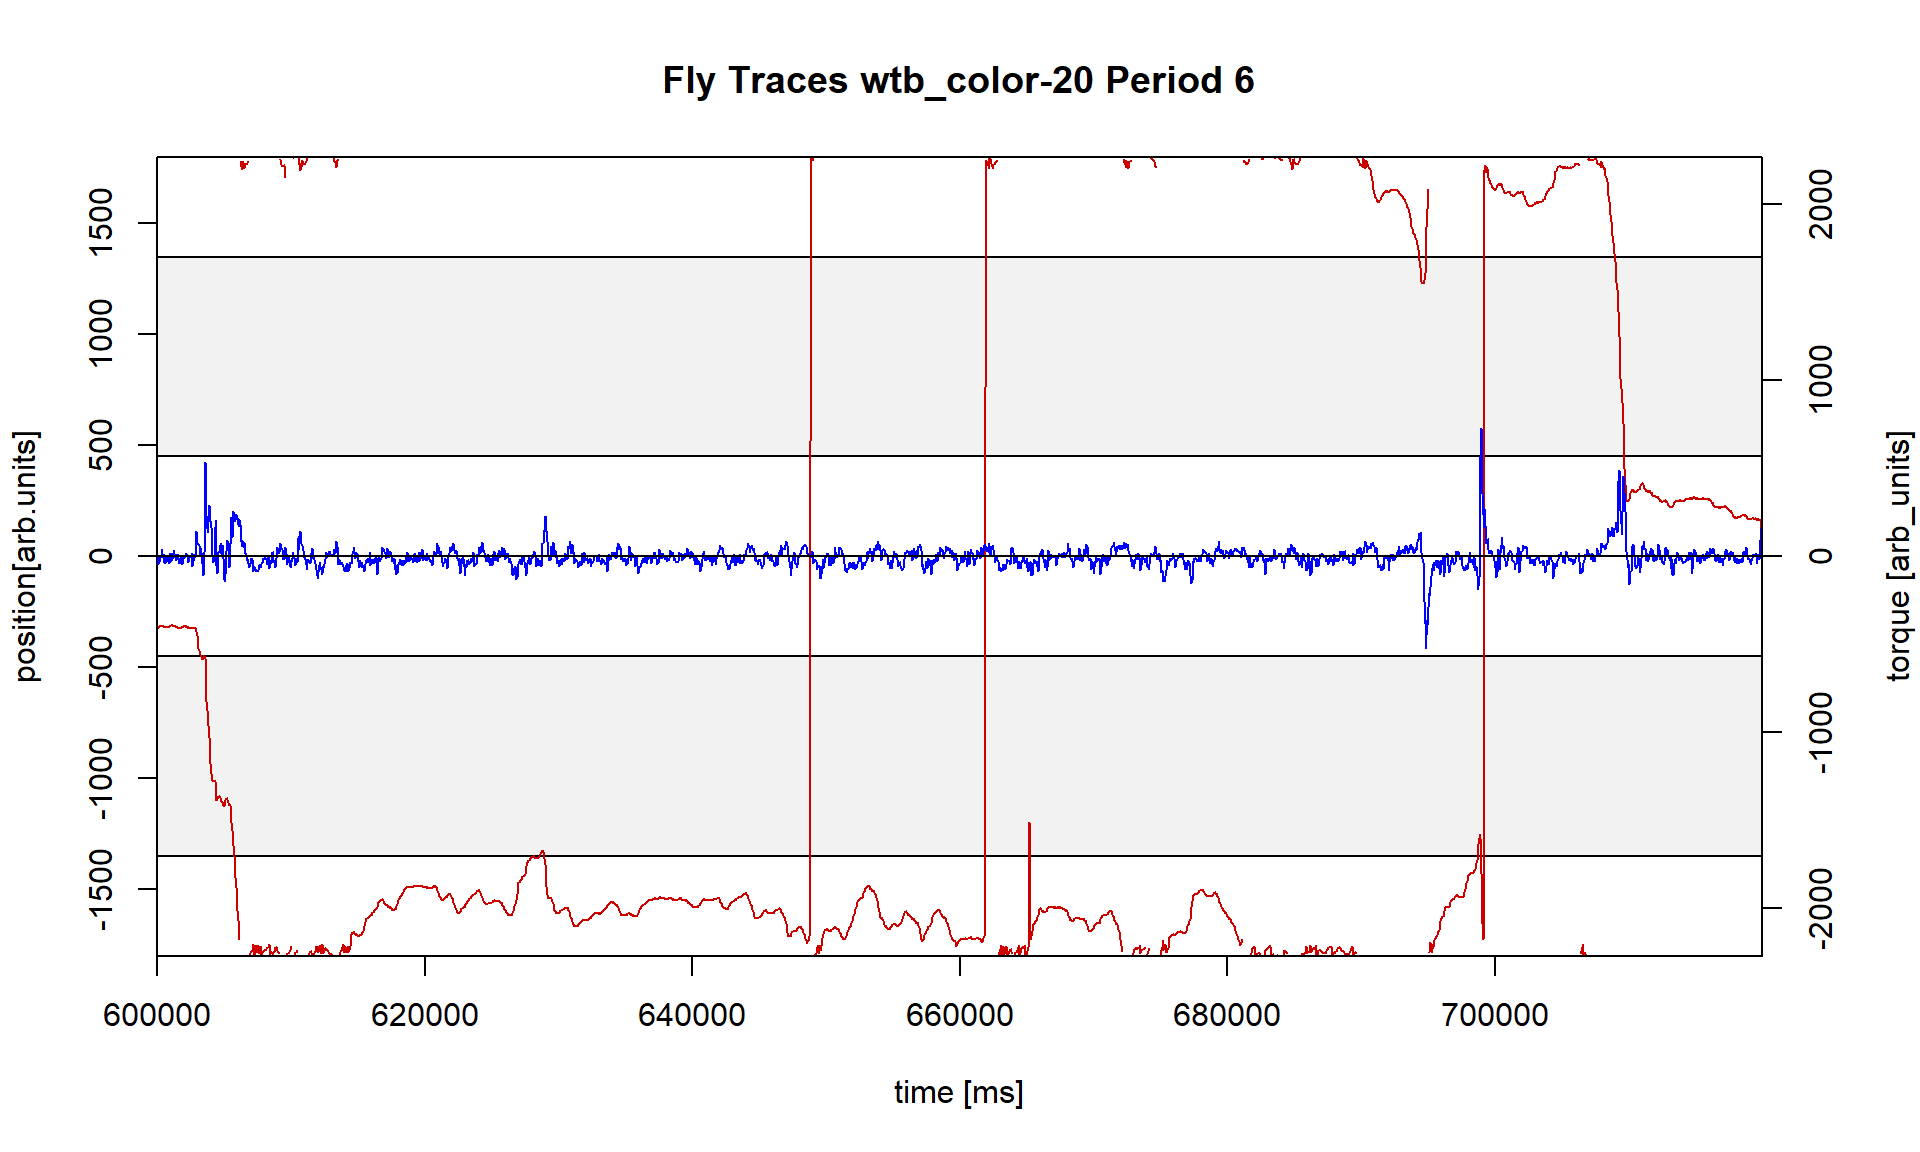 Fly Traces wtb_color-20 Period 6
position[arb.units]
1500
1000
500
0
-500
-1000
-1500
2000
1000
0
-1000
-2000
torque [arb_units]
600000 620000 640000 660000 680000 700000
time [ms]